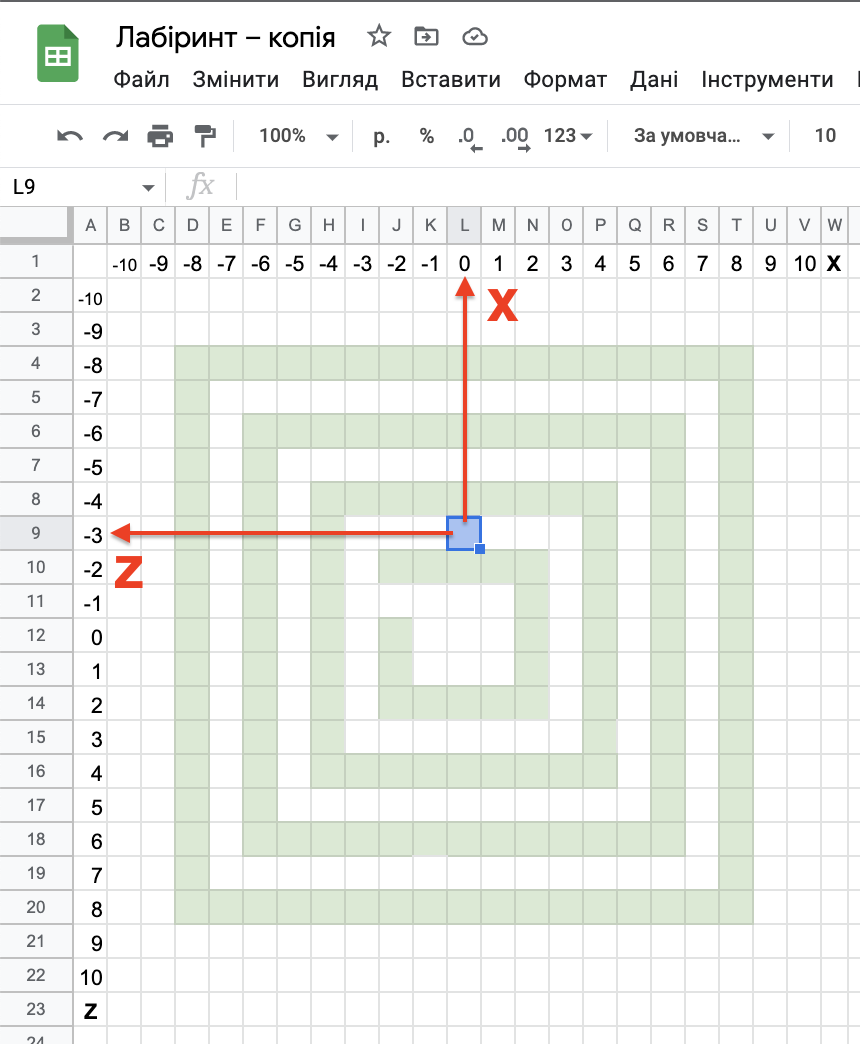 Лабіринт – копія
Файл Змінити Вигляд Вставити Формат Дані Інструменти
100% р. % .0 .00 123 За умовча... 10
L9 fx
A B C D E F G H I J K L M N O P Q R S T U V W
1 -10 -9 -8 -7 -6 -5 -4 -3 -2 -1 0 1 2 3 4 5 6 7 8 9 10 X
2 -10 X
3 -9
4 -8
5 -7
6 -6
7 -5
8 -4
9 -3
10 -2 Z
11 -1
12 0
13 1
14 2
15 3
16 4
17 5
18 6
19 7
20 8
21 9
22 10
23 Z
24